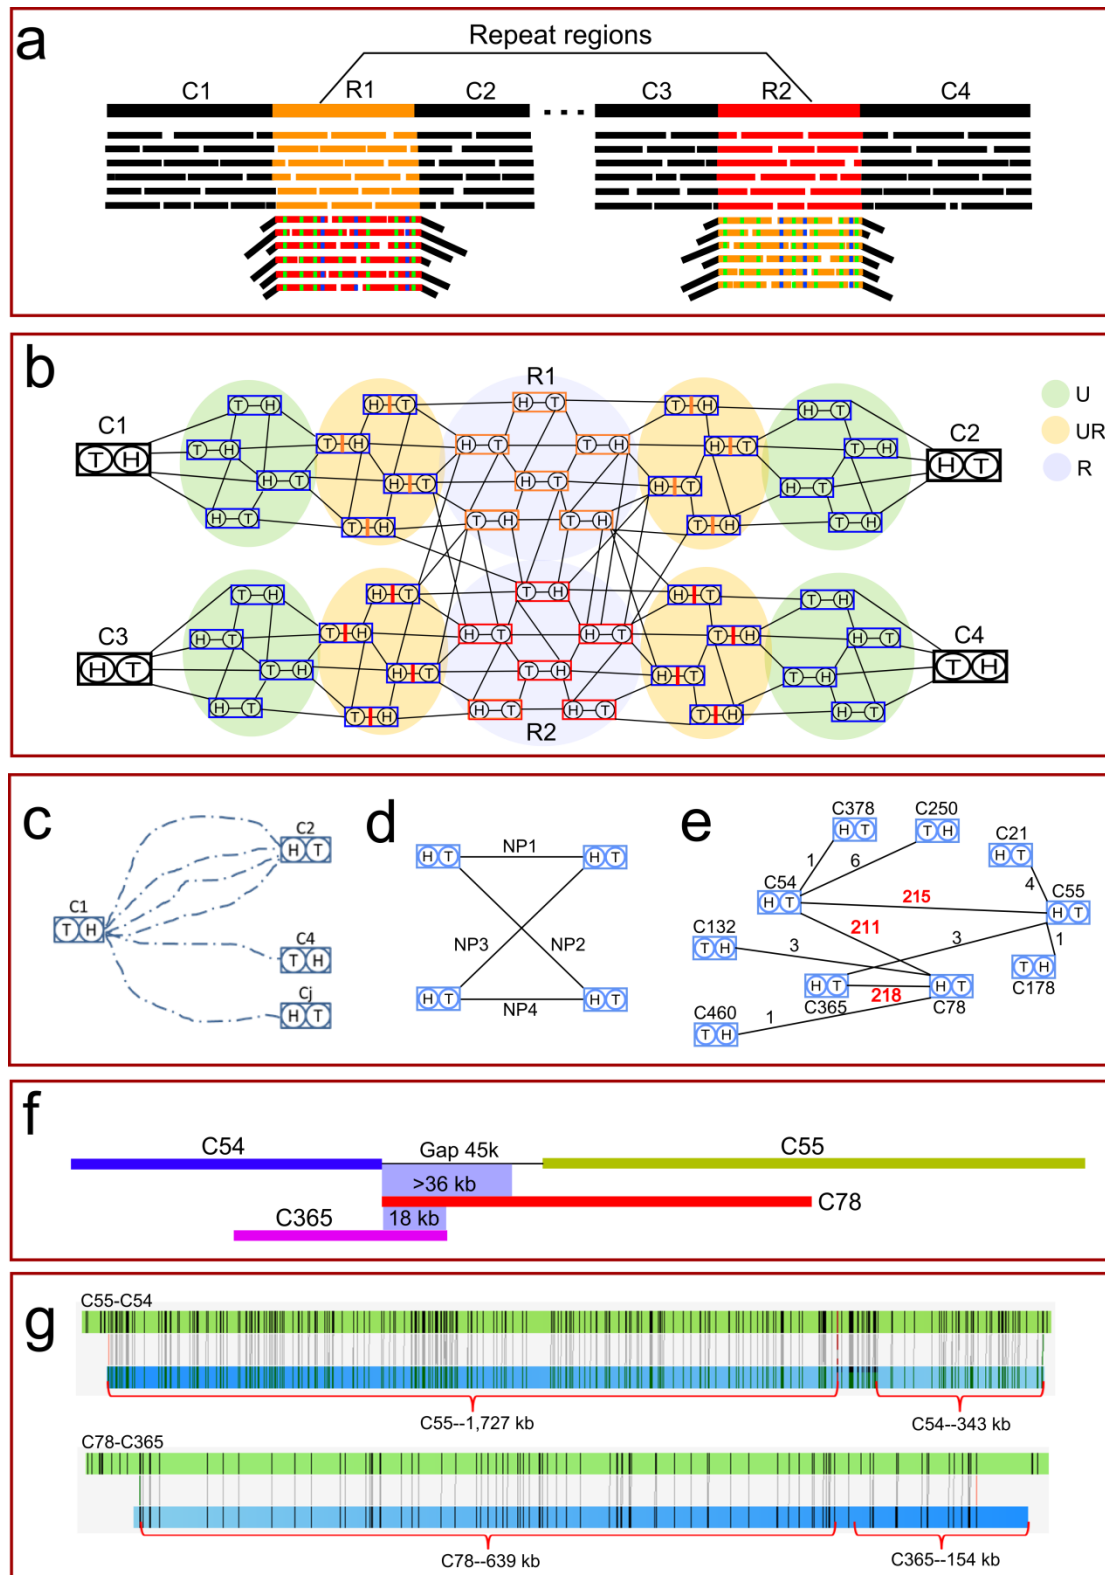 a
Repeat regions
C1 R1 C2 C3 R2 C4
b
R1
C1
C2
U
UR
R
T H H T
T H H T H T T H H T
H T T H H T T H H T
T H H T H T H T H T
H T T H T H T H H T
T H H T
C3
C4
H T T H
T H H T T H H T T H
H T T H H T H T T H H T
T H H T T H H T T H
H T T H H T H T T H H T
R2
c
C2
H T
C1
T H
C4
T H
Cj
H T
d
H T NP1 H T
NP3 NP2
H T NP4 H T
e
C378 C250
H T T H
C21
H T
1 6
C54
H T
215
4
C55
H T
211
C132
T H
3
3
1
T H
C178
H T
C365
218
H T
C78
C460
T H
1
f
C54 Gap 45k C55
>36 kb
C78
C365 18 kb
g
C55-C54
C55--1,727 kb C54--343 kb
C78-C365
C78--639 kb C365--154 kb